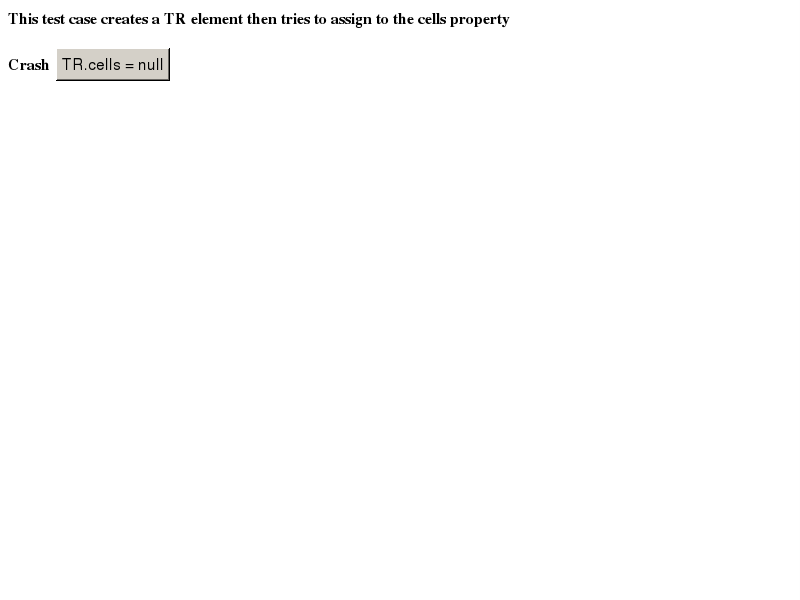 This test case creates a TR element then tries to assign to the cells property
Crash TR.cells = null